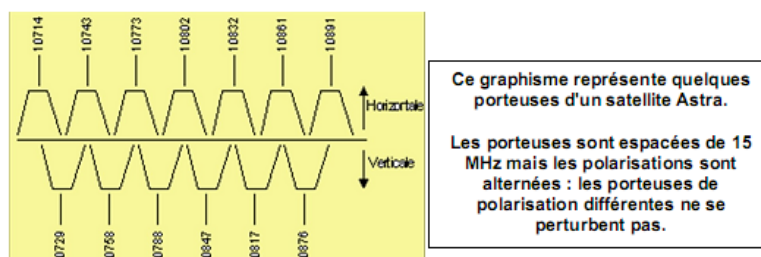 10714
10743
10773
10802
10832
10861
10891
Horizontale
Verticale
0729
0758
0788
0847
0817
0876
Ce graphisme représente quelques
porteuses d'un satellite Astra.
Les porteuses sont espacées de 15
MHz mais les polarisations sont
alternées : les porteuses de
polarisation différentes ne se
perturbent pas.